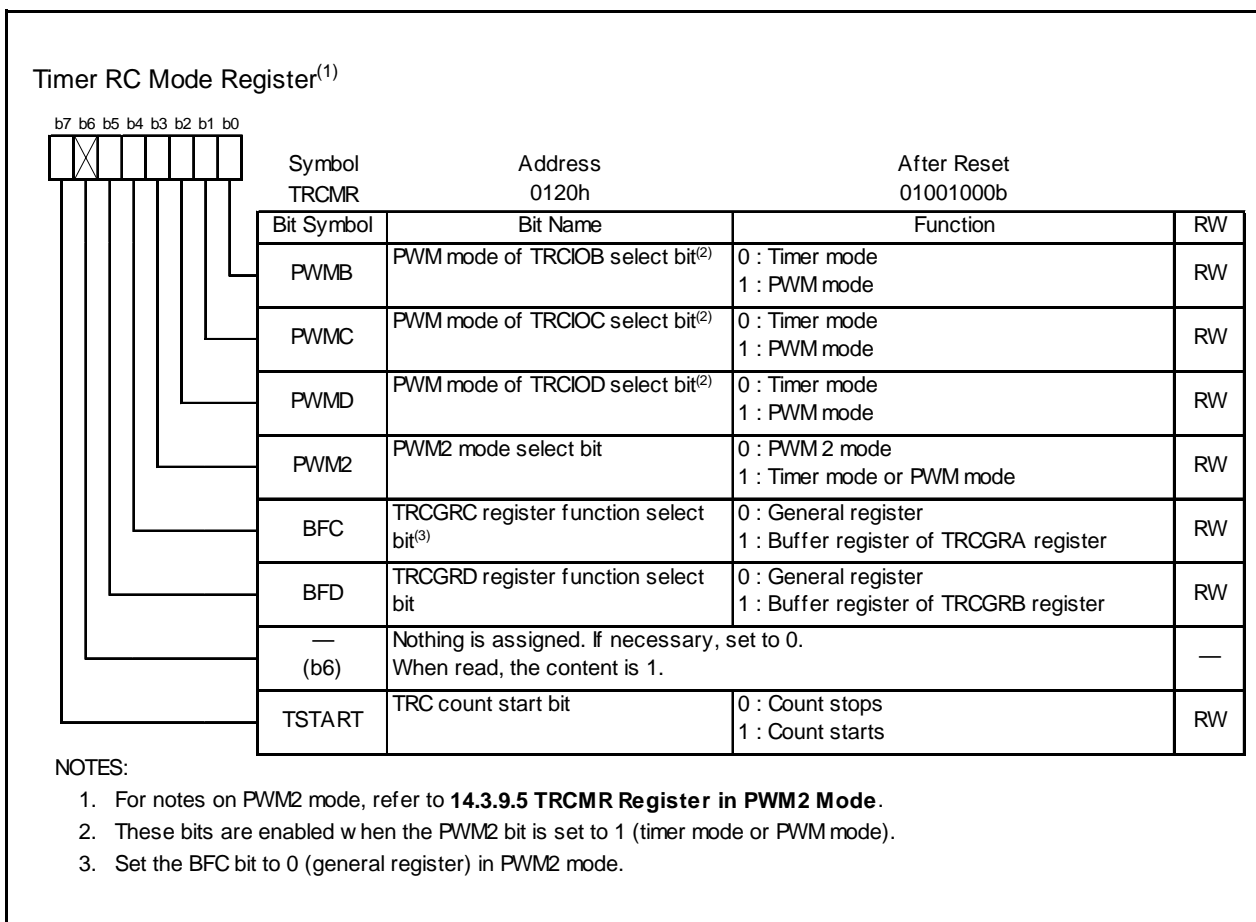 Timer RC Mode Register(1)
b7 b6 b5 b4 b3 b2 b1 b0
Symbol Address After Reset
TRCMR 0120h 01001000b
Bit Symbol Bit Name Function RW
PWMB PWM mode of TRCIOB select bit(2) 0 : Timer mode
1 : PWM mode RW
PWMC PWM mode of TRCIOC select bit(2) 0 : Timer mode
1 : PWM mode RW
PWMD PWM mode of TRCIOD select bit(2) 0 : Timer mode
1 : PWM mode RW
PWM2 PWM2 mode select bit 0 : PWM 2 mode
1 : Timer mode or PWM mode RW
BFC TRCGRC register function select 0 : General register
bit(3) 1 : Buffer register of TRCGRA register RW
BFD TRCGRD register function select 0 : General register
bit 1 : Buffer register of TRCGRB register RW
— Nothing is assigned. If necessary, set to 0.
(b6) When read, the content is 1. —
TSTART TRC count start bit 0 : Count stops
1 : Count starts RW
NOTES:
1. For notes on PWM2 mode, refer to 14.3.9.5 TRCMR Register in PWM2 Mode.
2. These bits are enabled when the PWM2 bit is set to 1 (timer mode or PWM mode).
3. Set the BFC bit to 0 (general register) in PWM2 mode.